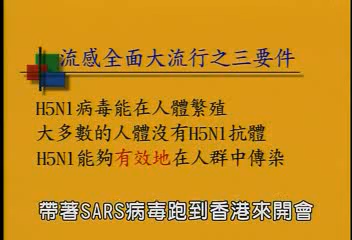 流感全面大流行之三要件
H5N1病毒能在人體繁殖
大多數的人體沒有H5N1抗體
H5N1能夠有效地在人群中傳染
帶著SARS病毒跑到香港來開會